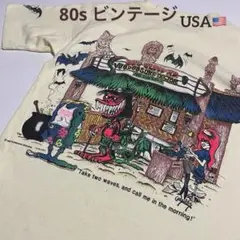 80s ビンテージ
USA🇺🇸
"Take two waves, and call me in the morning!"